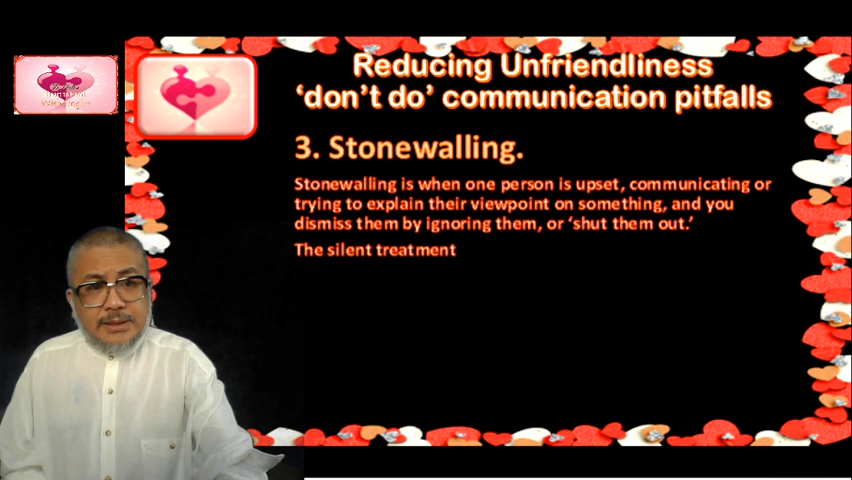 Reducing Unfriendliness
‘don’t do’ communication pitfalls
3. Stonewalling.
Stonewalling is when one person is upset, communicating or
trying to explain their viewpoint on something, and you
dismiss them by ignoring them, or ‘shut them out.’
The silent treatment